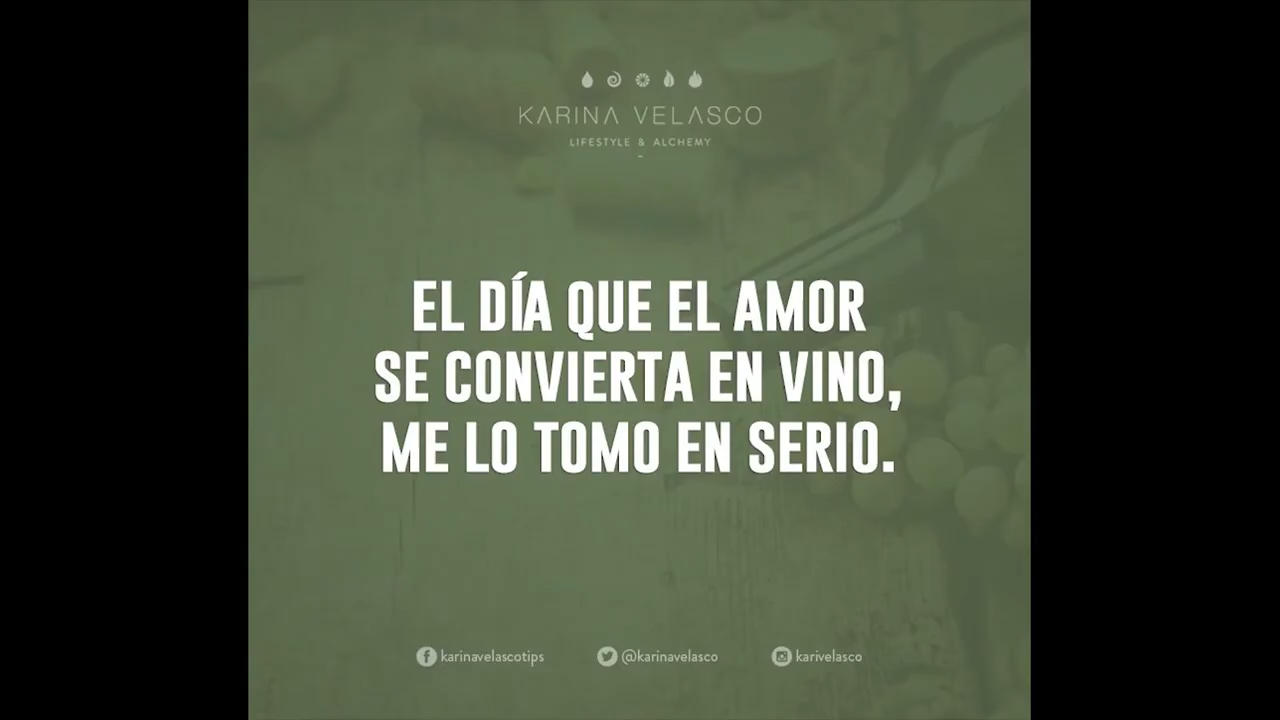 KARINA VELASCO
LIFESTYLE & ALCHEMY
EL DÍA QUE EL AMOR
SE CONVIERTA EN VINO,
ME LO TOMO EN SERIO.
karinavelascotips @karinavelasco karivelasco